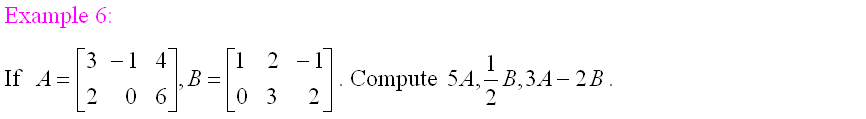 Example 6:
If A = [3 −1 4; 2 0 6], B = [1 2 −1; 0 3 2]. Compute 5A, 1/2 B, 3A − 2B.